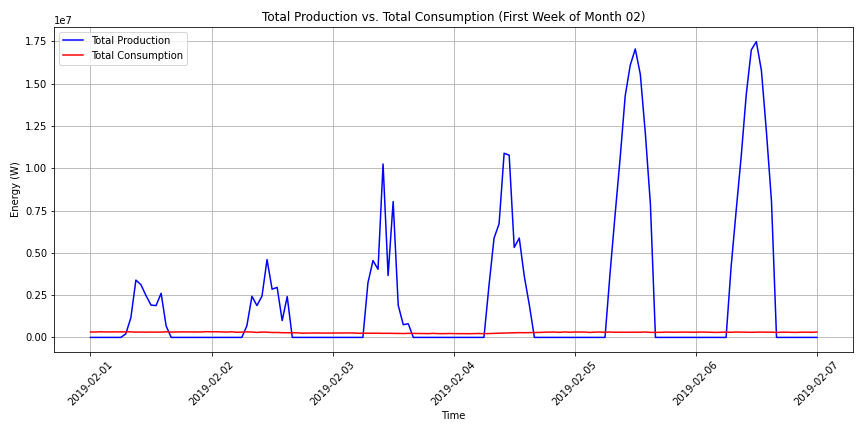 Total Production vs. Total Consumption (First Week of Month 02)
1e7
Total Production
Total Consumption
1.75
1.50
1.25
1.00
0.75
0.50
0.25
0.00
Energy (W)
2019-02-01
2019-02-02
2019-02-03
2019-02-04
2019-02-05
2019-02-06
2019-02-07
Time